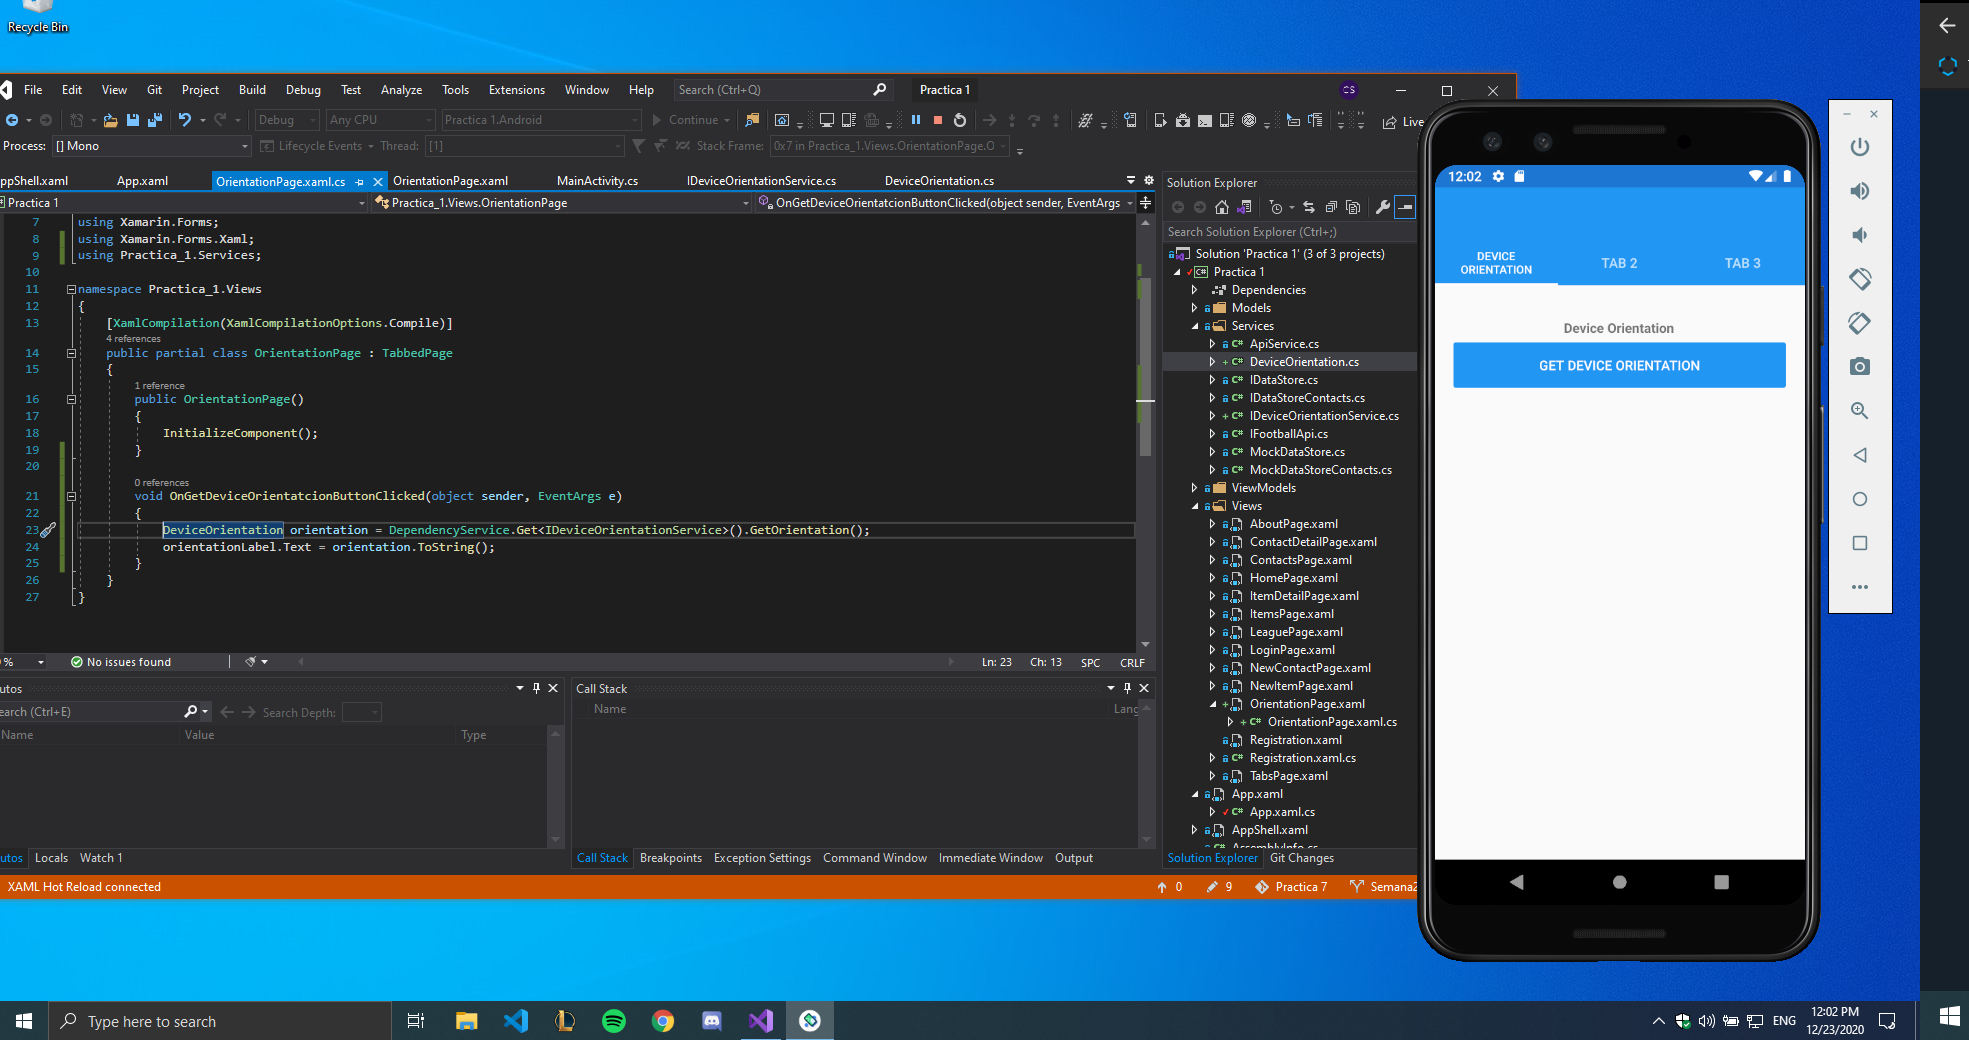 Recycle Bin
File Edit View Git Project Build Debug Test Analyze Tools Extensions Window Help Search (Ctrl+Q) Practica 1 CS
Debug Any CPU Practica 1.Android Continue Live
Process: [] Mono Lifecycle Events Thread: [1] Stack Frame: 0x7 in Practica_1.Views.OrientationPage.O
ppShell.xaml App.xaml OrientationPage.xaml.cs OrientationPage.xaml MainActivity.cs IDeviceOrientationService.cs DeviceOrientation.cs
Practica 1 Practica_1.Views.OrientationPage OnGetDeviceOrientatcionButtonClicked(object sender, EventArgs
7 using Xamarin.Forms;
8 using Xamarin.Forms.Xaml;
9 using Practica_1.Services;
10
11 namespace Practica_1.Views
12 {
13 [XamlCompilation(XamlCompilationOptions.Compile)]
4 references
14 public partial class OrientationPage : TabbedPage
15 {
1 reference
16 public OrientationPage()
17 {
18 InitializeComponent();
19 }
20
0 references
21 void OnGetDeviceOrientatcionButtonClicked(object sender, EventArgs e)
22 {
23 DeviceOrientation orientation = DependencyService.Get<IDeviceOrientationService>().GetOrientation();
24 orientationLabel.Text = orientation.ToString();
25 }
26 }
27 }
% No issues found Ln: 23 Ch: 13 SPC CRLF
utos
earch (Ctrl+E) Search Depth:
Name Value Type
utos Locals Watch 1
Call Stack
Name Lang
Call Stack Breakpoints Exception Settings Command Window Immediate Window Output
Solution Explorer
Search Solution Explorer (Ctrl+;)
Solution 'Practica 1' (3 of 3 projects)
Practica 1
Dependencies
Models
Services
ApiService.cs
DeviceOrientation.cs
IDataStore.cs
IDataStoreContacts.cs
IDeviceOrientationService.cs
IFootballApi.cs
MockDataStore.cs
MockDataStoreContacts.cs
ViewModels
Views
AboutPage.xaml
ContactDetailPage.xaml
ContactsPage.xaml
HomePage.xaml
ItemDetailPage.xaml
ItemsPage.xaml
LeaguePage.xaml
LoginPage.xaml
NewContactPage.xaml
NewItemPage.xaml
OrientationPage.xaml
OrientationPage.xaml.cs
Registration.xaml
Registration.xaml.cs
TabsPage.xaml
App.xaml
App.xaml.cs
AppShell.xaml
AssemblyInfo.cs
Solution Explorer Git Changes
XAML Hot Reload connected 0 9 Practica 7 Semana2
12:02
DEVICE
ORIENTATION TAB 2 TAB 3
Device Orientation
GET DEVICE ORIENTATION
Type here to search
ENG 12:02 PM
12/23/2020